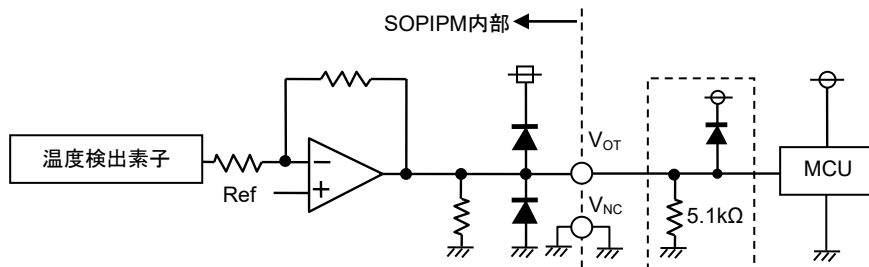 SOPIPM内部
温度検出素子
Ref
−
+
VOT
VNC
5.1kΩ
MCU